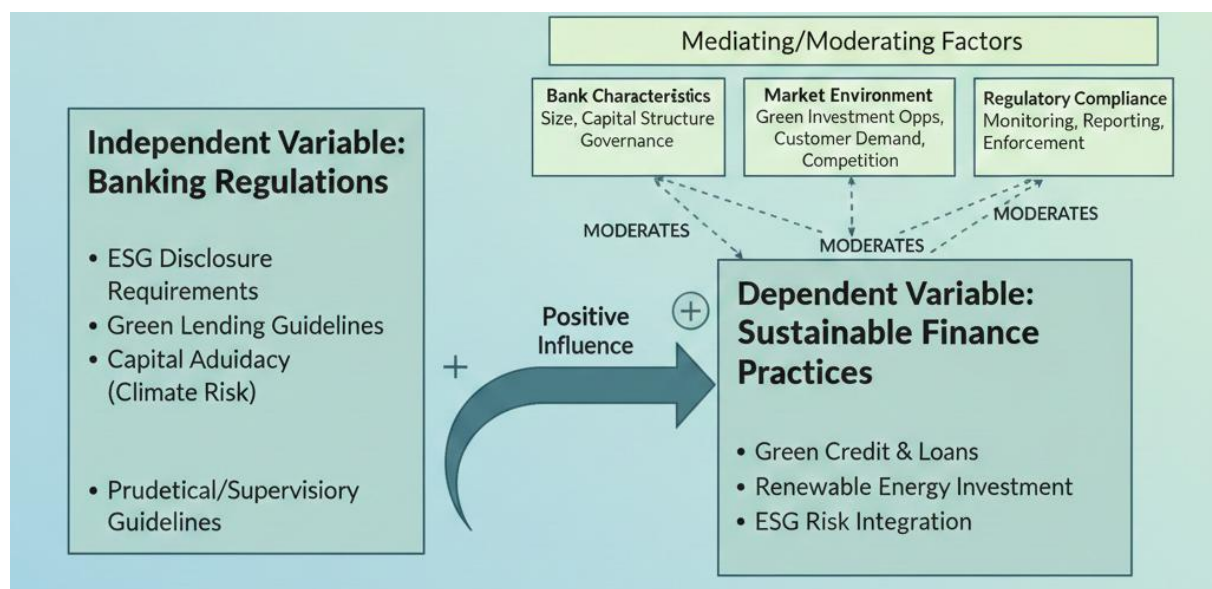 Mediating/Moderating Factors
Bank Characteristics
Size, Capital Structure
Governance
Market Environment
Green Investment Opps,
Customer Demand,
Competition
Regulatory Compliance
Monitoring, Reporting,
Enforcement
Independent Variable:
Banking Regulations
• ESG Disclosure
Requirements
• Green Lending Guidelines
• Capital Aduidacy
(Climate Risk)
• Prudetical/Supervisiory
Guidelines
MODERATES
MODERATES
MODERATES
+
Positive
Influence
+
Dependent Variable:
Sustainable Finance
Practices
• Green Credit & Loans
• Renewable Energy Investment
• ESG Risk Integration